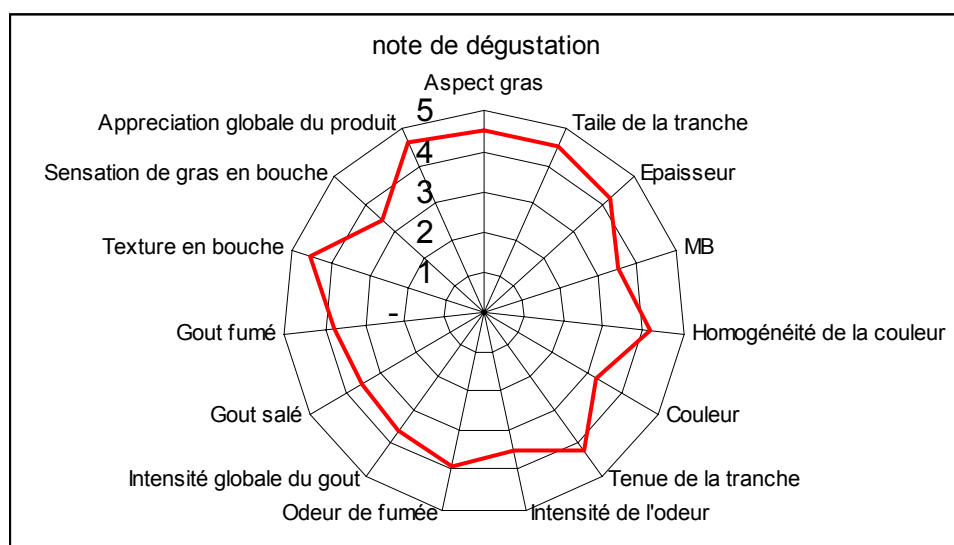 note de dégustation
Aspect gras
Taile de la tranche
Epaisseur
MB
Homogénéité de la couleur
Couleur
Tenue de la tranche
Intensité de l'odeur
Odeur de fumée
Intensité globale du gout
Gout salé
Gout fumé
Texture en bouche
Sensation de gras en bouche
Appreciation globale du produit
5
4
3
2
1
-